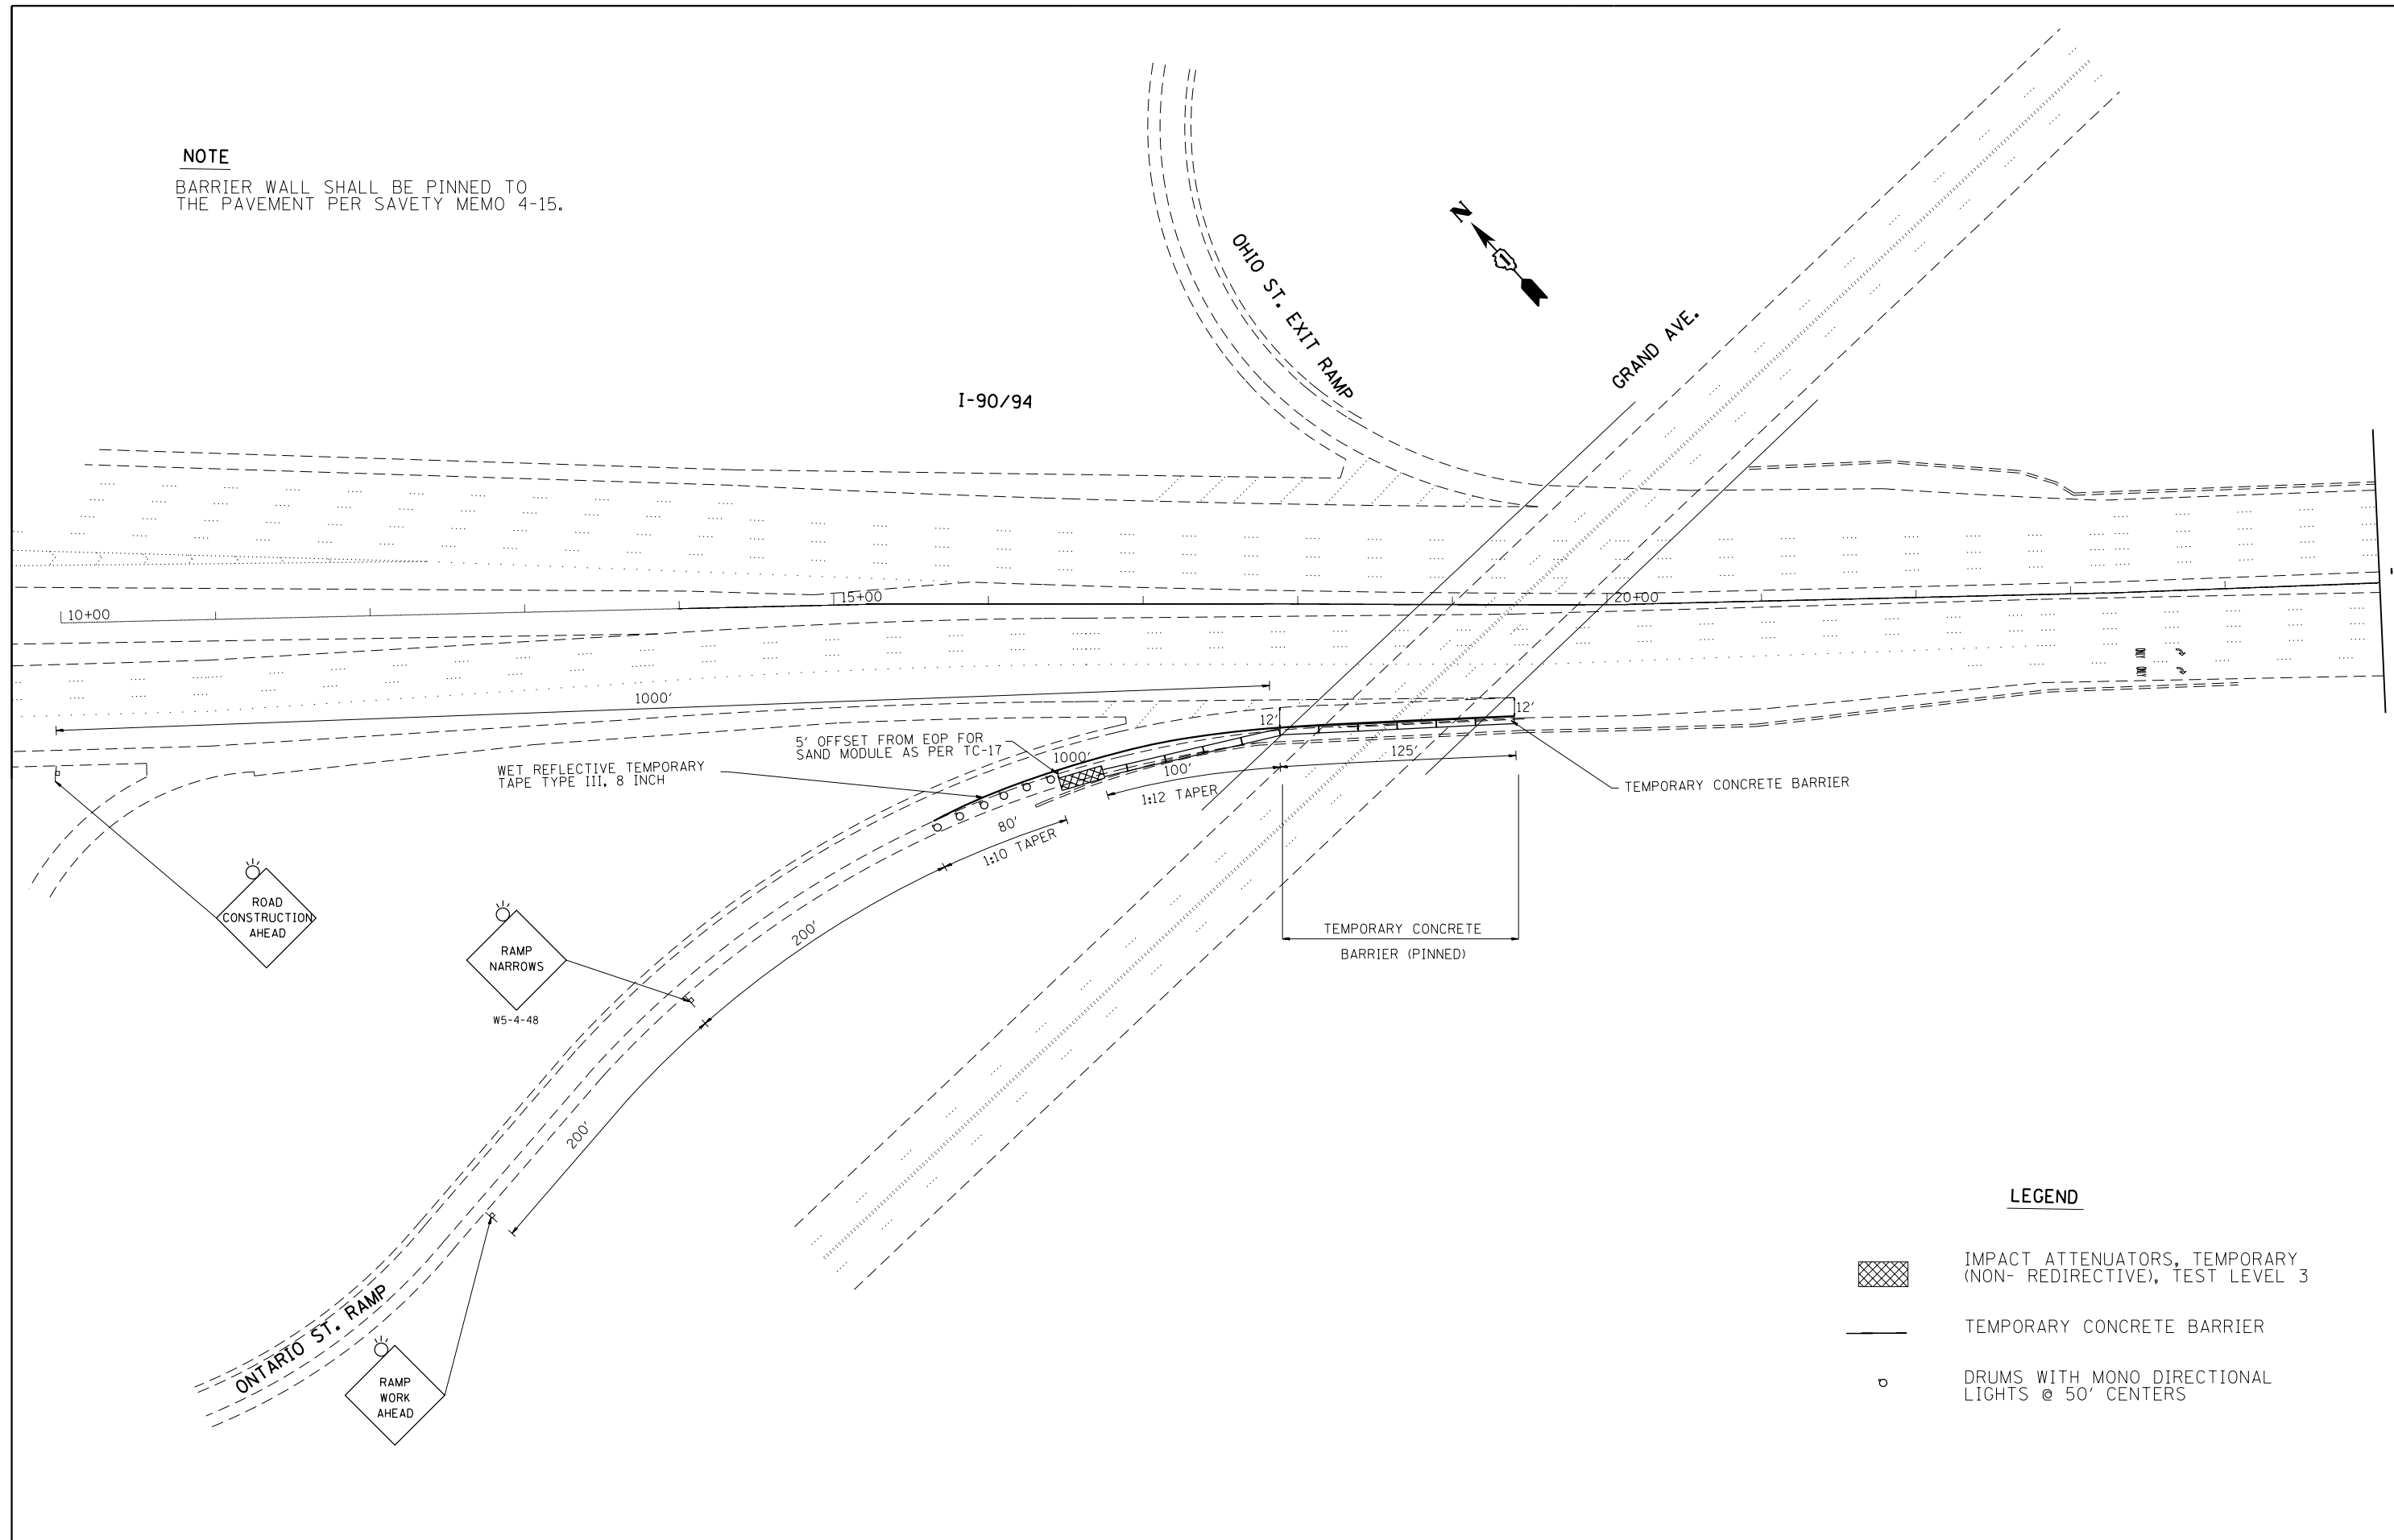 NOTE
BARRIER WALL SHALL BE PINNED TO
THE PAVEMENT PER SAVETY MEMO 4-15.
N
1
OHIO ST. EXIT RAMP
GRAND AVE.
I-90/94
10+00
15+00
20+00
ONLY
ONLY
1000'
12'
12'
5' OFFSET FROM EOP FOR
SAND MODULE AS PER TC-17
1000'
WET REFLECTIVE TEMPORARY
TAPE TYPE III, 8 INCH
100'
125'
1:12 TAPER
TEMPORARY CONCRETE BARRIER
80'
1:10 TAPER
200'
200'
ROAD
CONSTRUCTION
AHEAD
RAMP
NARROWS
W5-4-48
TEMPORARY CONCRETE
BARRIER (PINNED)
ONTARIO ST. RAMP
RAMP
WORK
AHEAD
LEGEND
IMPACT ATTENUATORS, TEMPORARY
(NON- REDIRECTIVE), TEST LEVEL 3
TEMPORARY CONCRETE BARRIER
DRUMS WITH MONO DIRECTIONAL
LIGHTS @ 50' CENTERS